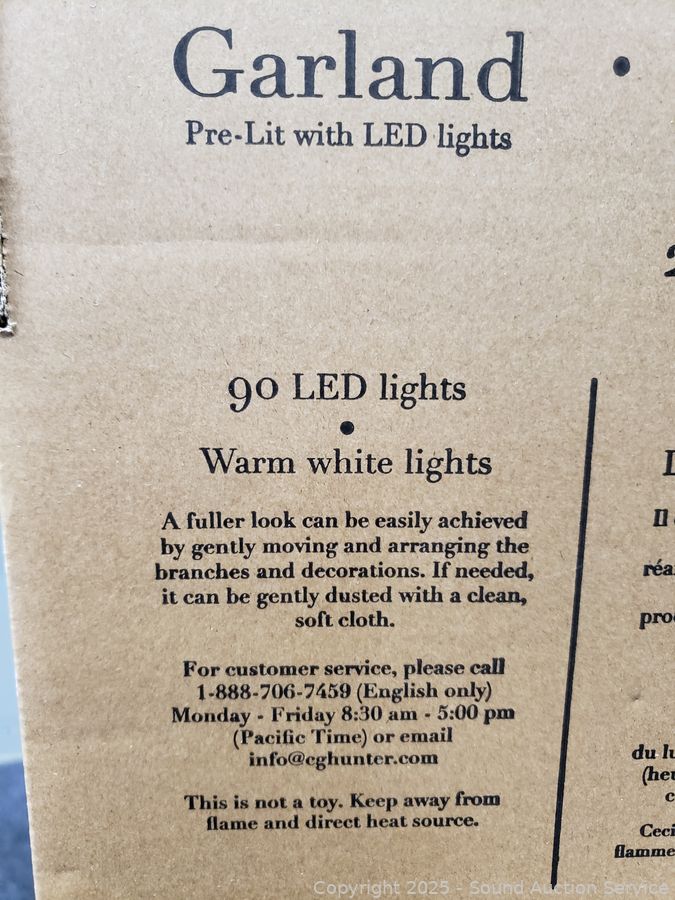 Garland •
Pre-Lit with LED lights
90 LED lights
•
Warm white lights
A fuller look can be easily achieved
by gently moving and arranging the
branches and decorations. If needed,
it can be gently dusted with a clean,
soft cloth.
For customer service, please call
1-888-706-7459 (English only)
Monday - Friday 8:30 am - 5:00 pm
(Pacific Time) or email
info@cghunter.com
This is not a toy. Keep away from
flame and direct heat source.
Il
du
Ceci
Copyright 2025 - Sound Auction Service